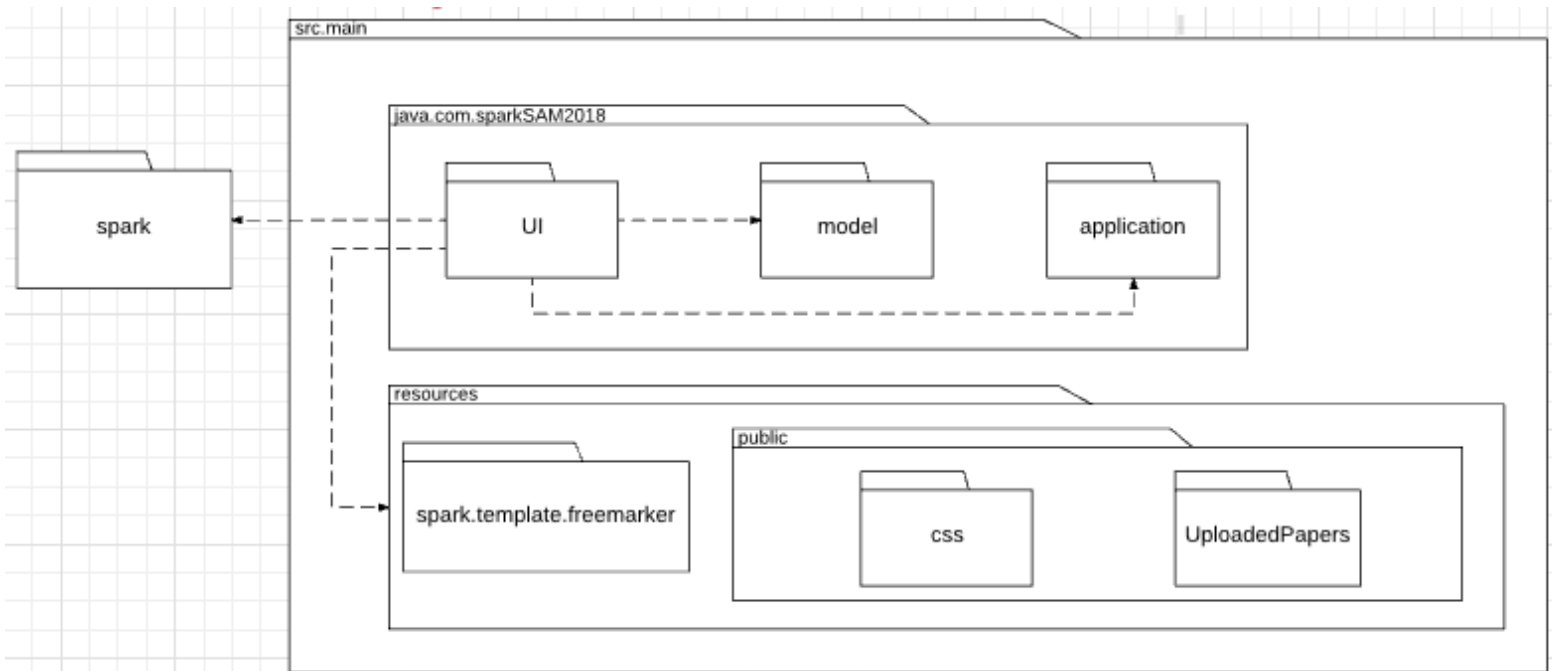 src.main
java.com.sparkSAM2018
spark
UI
model
application
resources
public
spark.template.freemarker
css
UploadedPapers